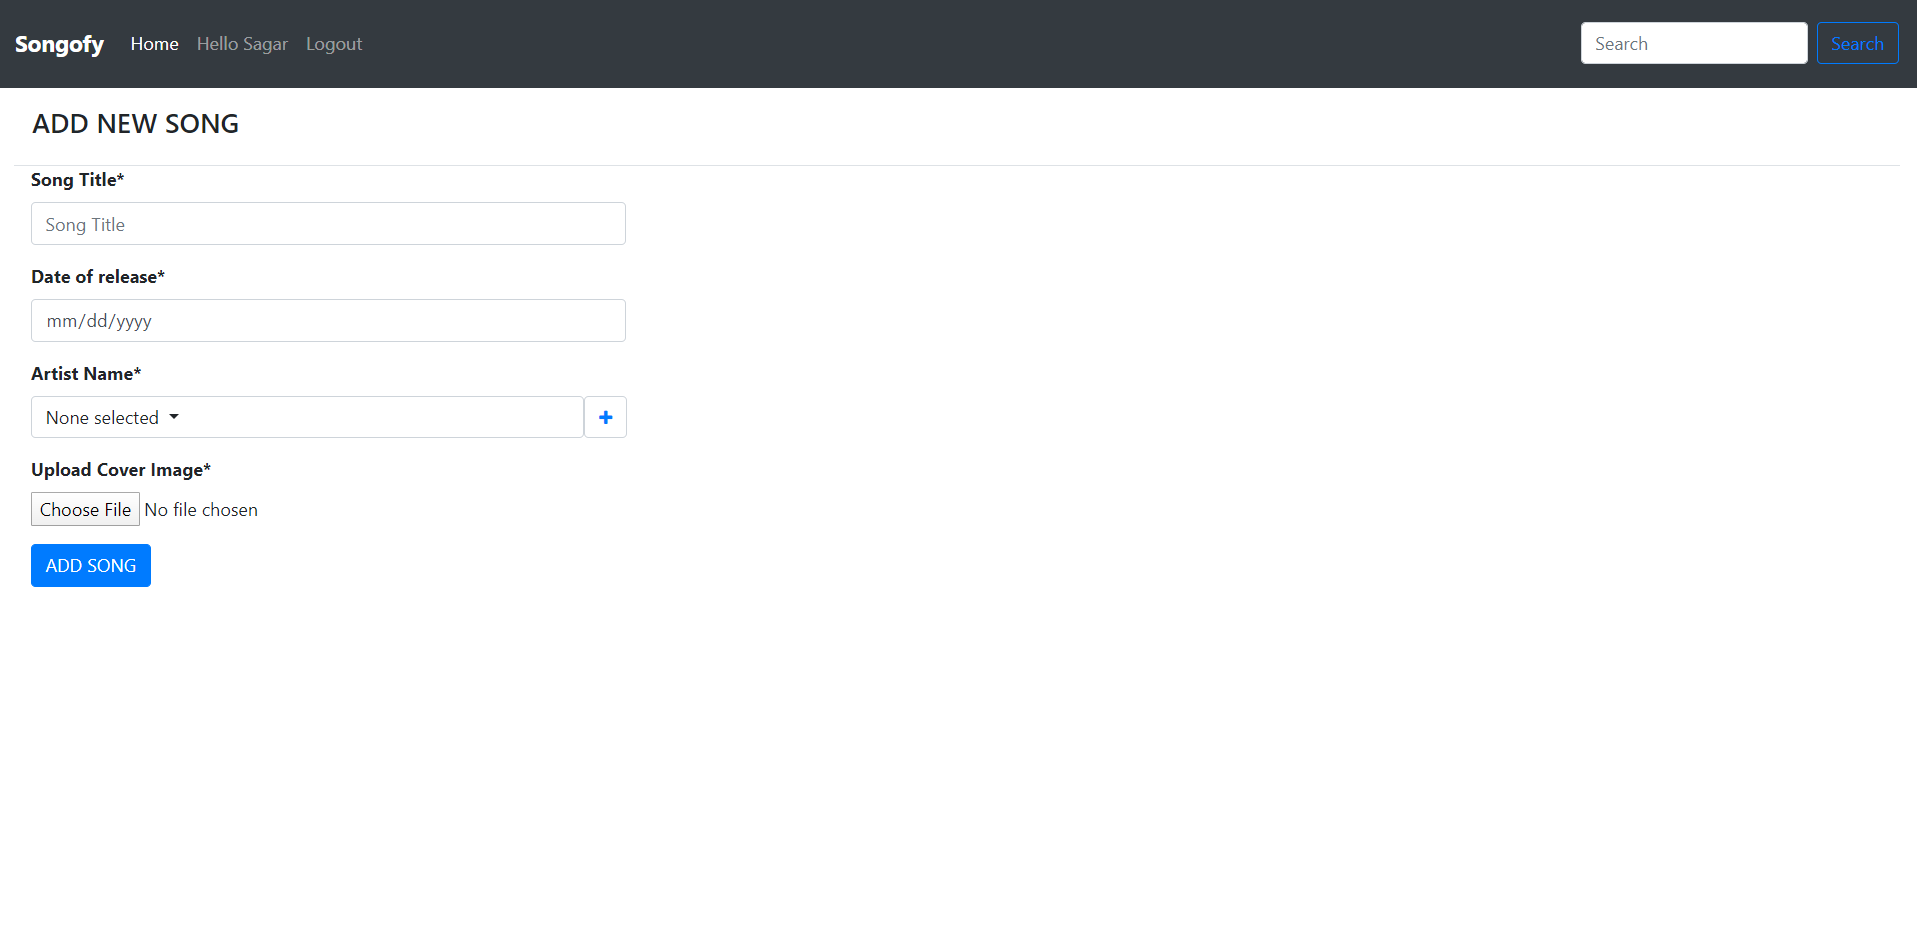 Songofy Home Hello Sagar Logout Search Search
ADD NEW SONG
Song Title*
Song Title
Date of release*
mm/dd/yyyy
Artist Name*
None selected +
Upload Cover Image*
Choose File No file chosen
ADD SONG